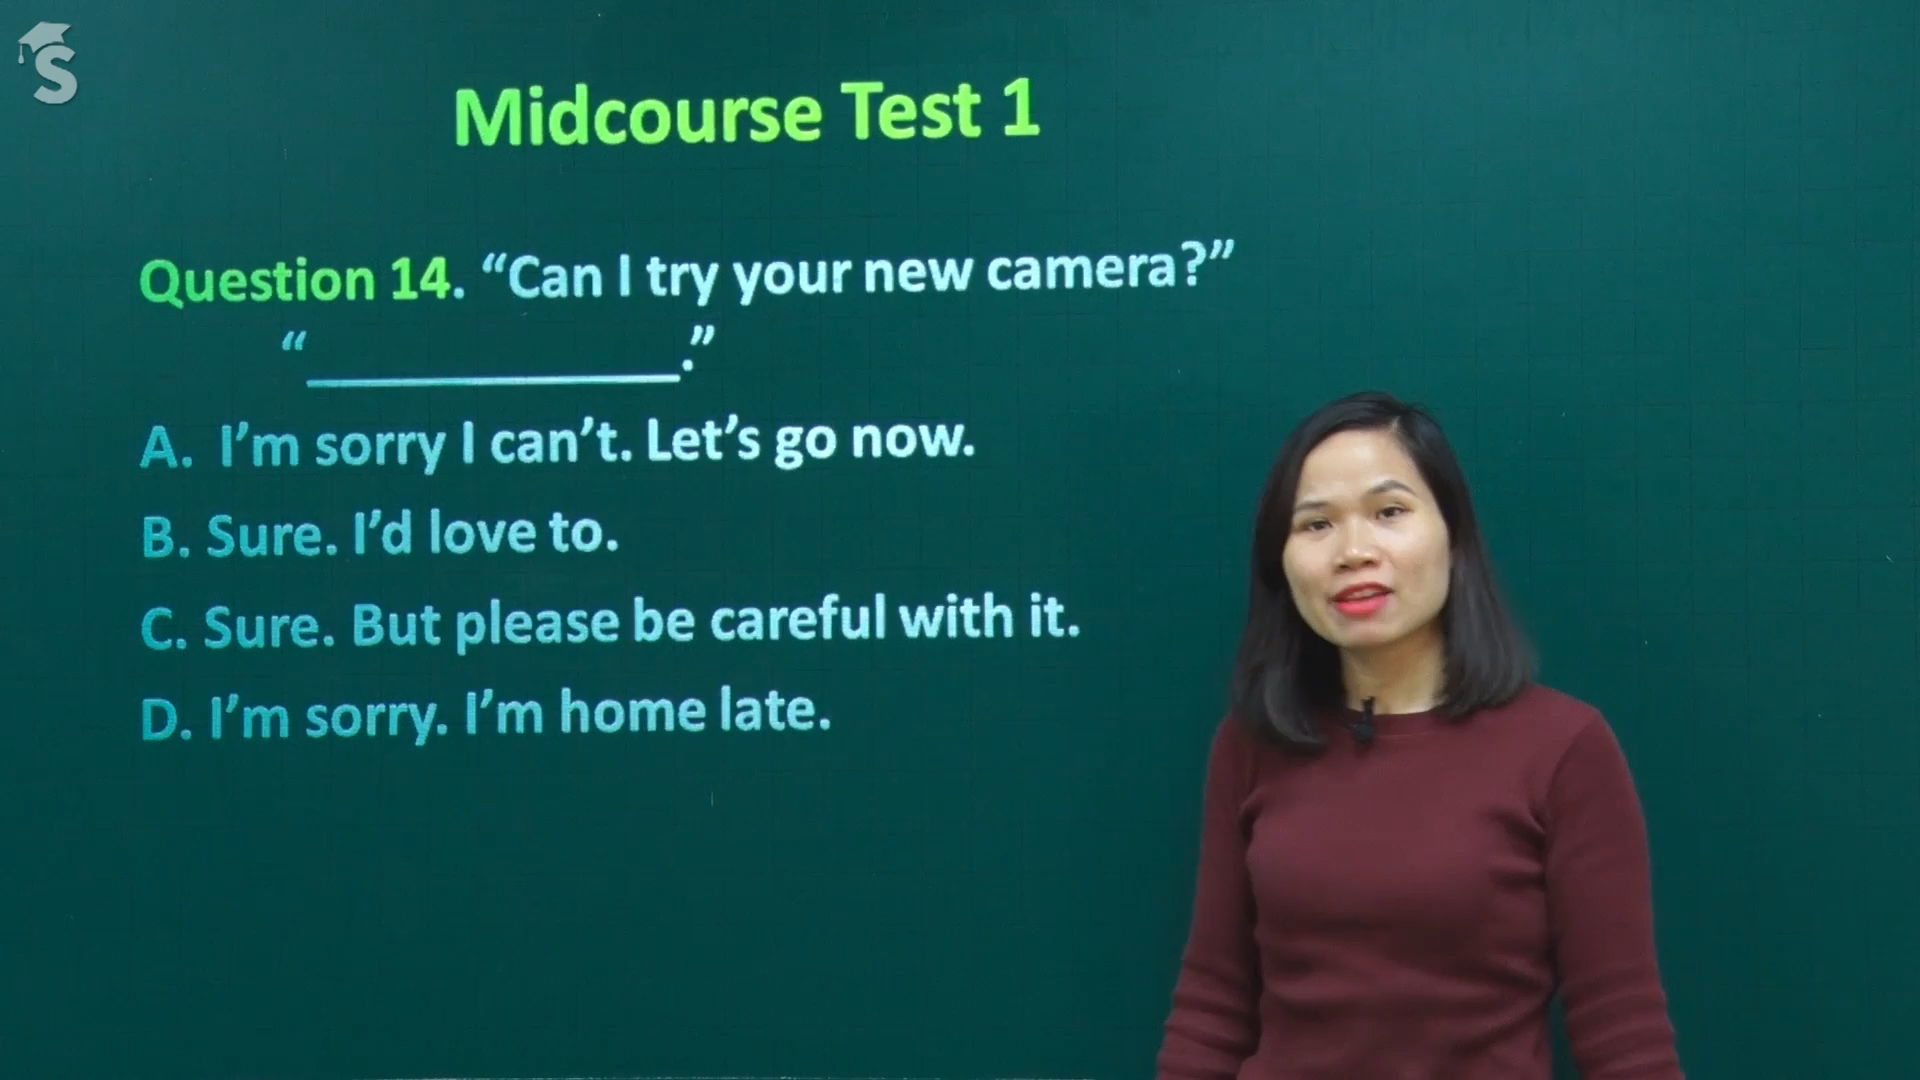 S
Midcourse Test 1
Question 14. “Can I try your new camera?”
“______________.”
A. I’m sorry I can’t. Let’s go now.
B. Sure. I’d love to.
C. Sure. But please be careful with it.
D. I’m sorry. I’m home late.